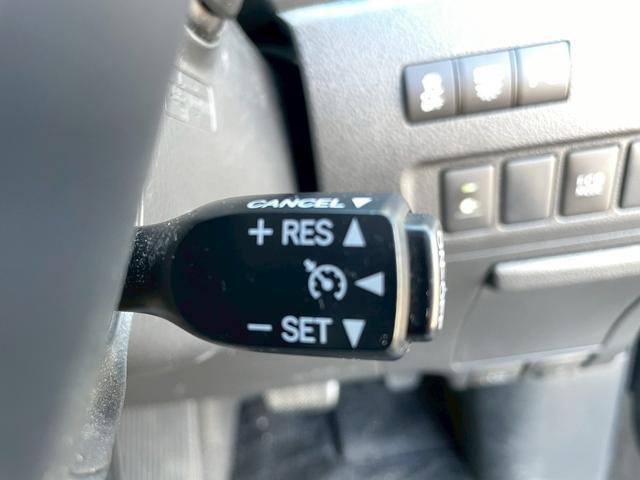 CANCEL ▼
+ RES ▲
◀
− SET ▼